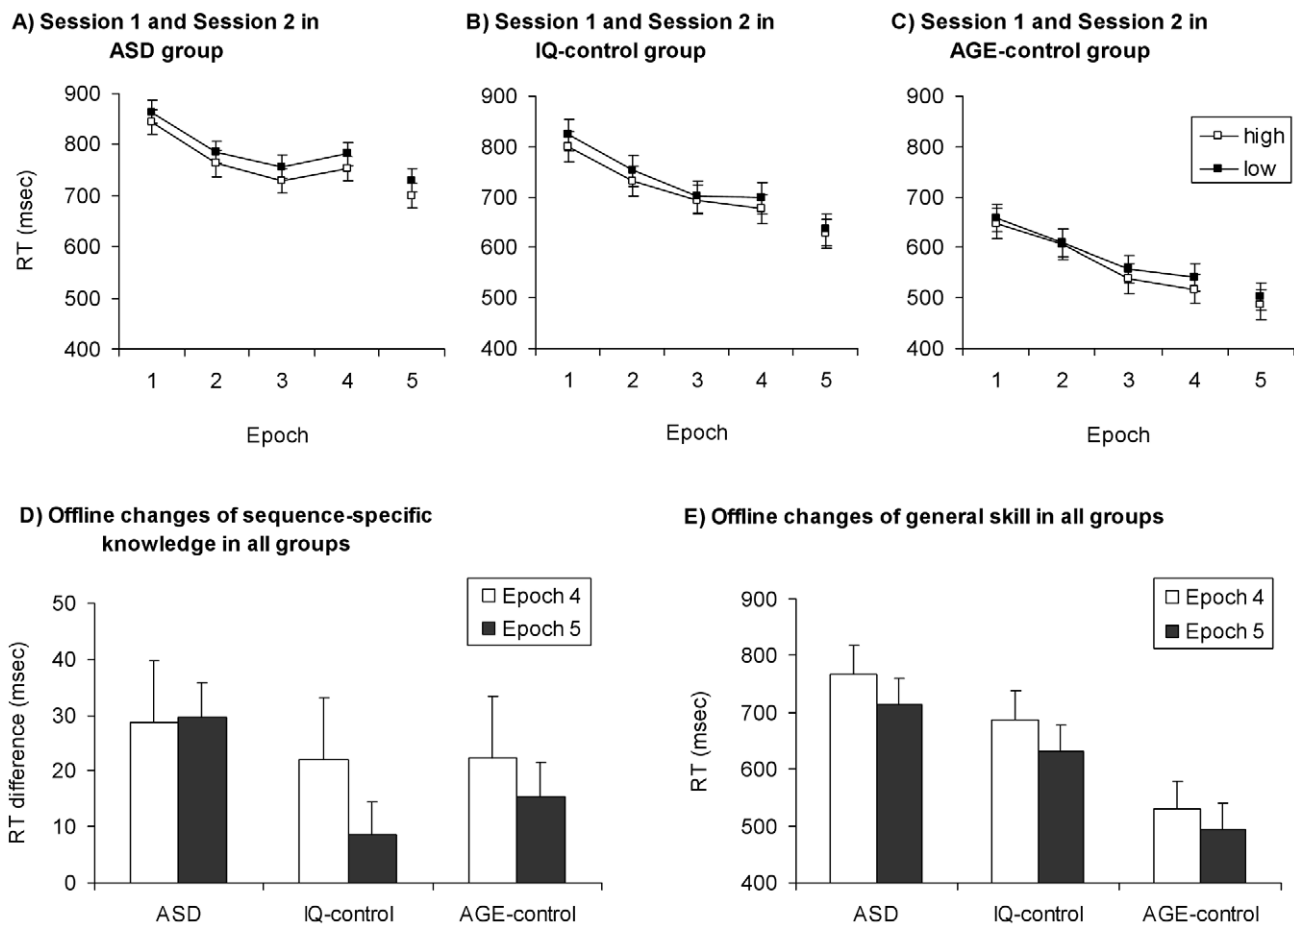 A) Session 1 and Session 2 in
ASD group
B) Session 1 and Session 2 in
IQ-control group
C) Session 1 and Session 2 in
AGE-control group
RT (msec)
900
800
700
600
500
400
1 2 3 4 5
Epoch
900
800
700
600
500
400
1 2 3 4 5
Epoch
900
800
700
600
500
400
1 2 3 4 5
Epoch
high
low
D) Offline changes of sequence-specific
knowledge in all groups
RT difference (msec)
50
40
30
20
10
0
Epoch 4
Epoch 5
ASD IQ-control AGE-control
E) Offline changes of general skill in all groups
RT (msec)
900
800
700
600
500
400
Epoch 4
Epoch 5
ASD IQ-control AGE-control